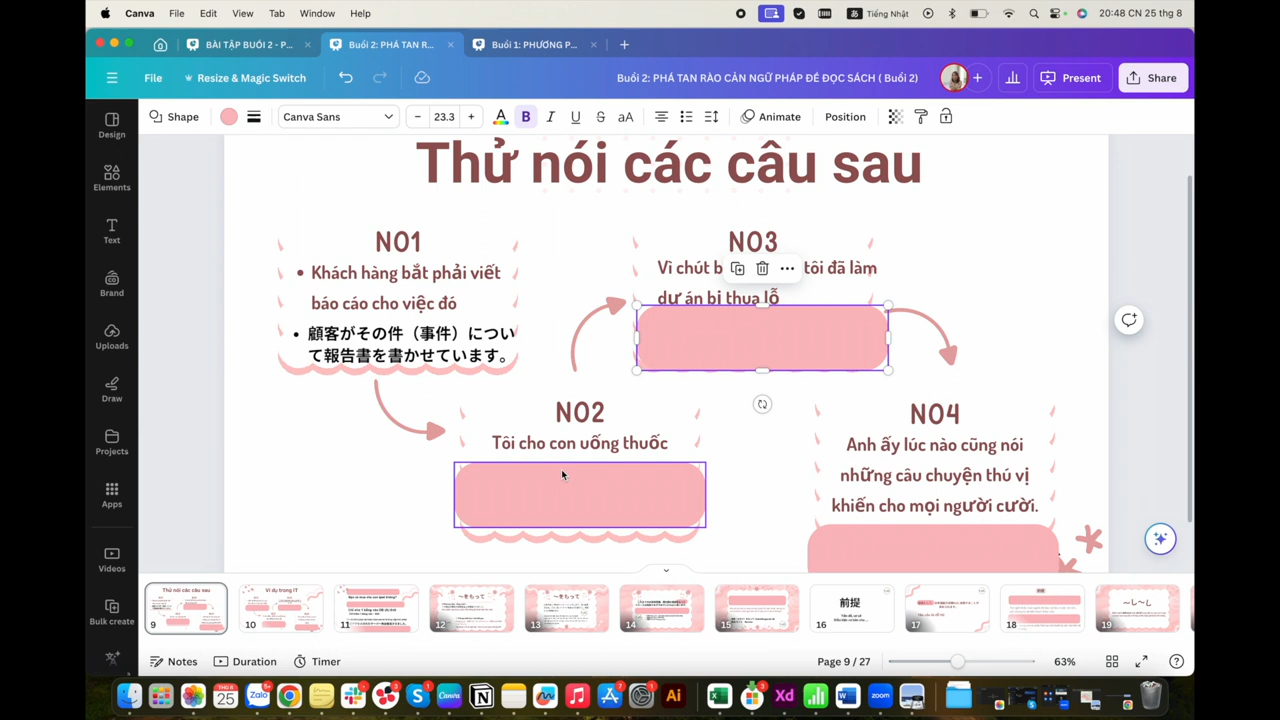 Canva File Edit View Tab Window Help
Tiếng Nhật 20:48 CN 25 thg 8
BÀI TẬP BUỔI 2 - P...
Buổi 2: PHÁ TAN R...
Buổi 1: PHƯƠNG P...
File Resize & Magic Switch
Buổi 2: PHÁ TAN RÀO CẢN NGỮ PHÁP ĐỂ ĐỌC SÁCH ( Buổi 2)
Present
Share
Shape
Canva Sans
23.3
B I U S aA
Animate
Position
Design
Elements
Text
Brand
Uploads
Draw
Projects
Apps
Videos
Bulk create
Thử nói các câu sau
NO1
• Khách hàng bắt phải viết
báo cáo cho việc đó
• 顧客がその件（事件）につい
て報告書を書かせています。
NO2
Tôi cho con uống thuốc
NO3
Vì chút b tôi đã làm
dự án bị thua lỗ
NO4
Anh ấy lúc nào cũng nói
những câu chuyện thú vị
khiến cho mọi người cười.
Thử nói các câu sau
9
Ví dụ trong IT
10
11
～をもって
12
～をもって
13
14
15
前提
16
17
18
～し～し
19
Notes Duration Timer
Page 9 / 27
63%